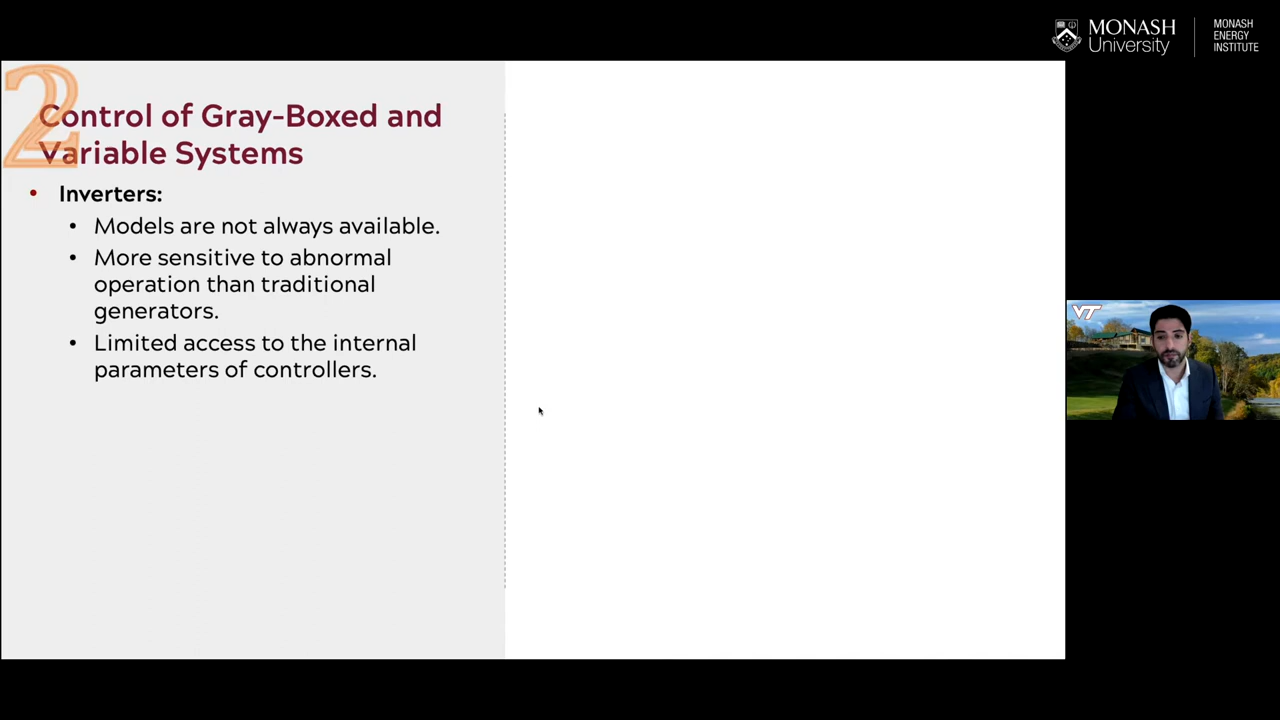 MONASH
University
MONASH
ENERGY
INSTITUTE
2
Control of Gray-Boxed and
Variable Systems
• Inverters:
• Models are not always available.
• More sensitive to abnormal
operation than traditional
generators.
• Limited access to the internal
parameters of controllers.
VT